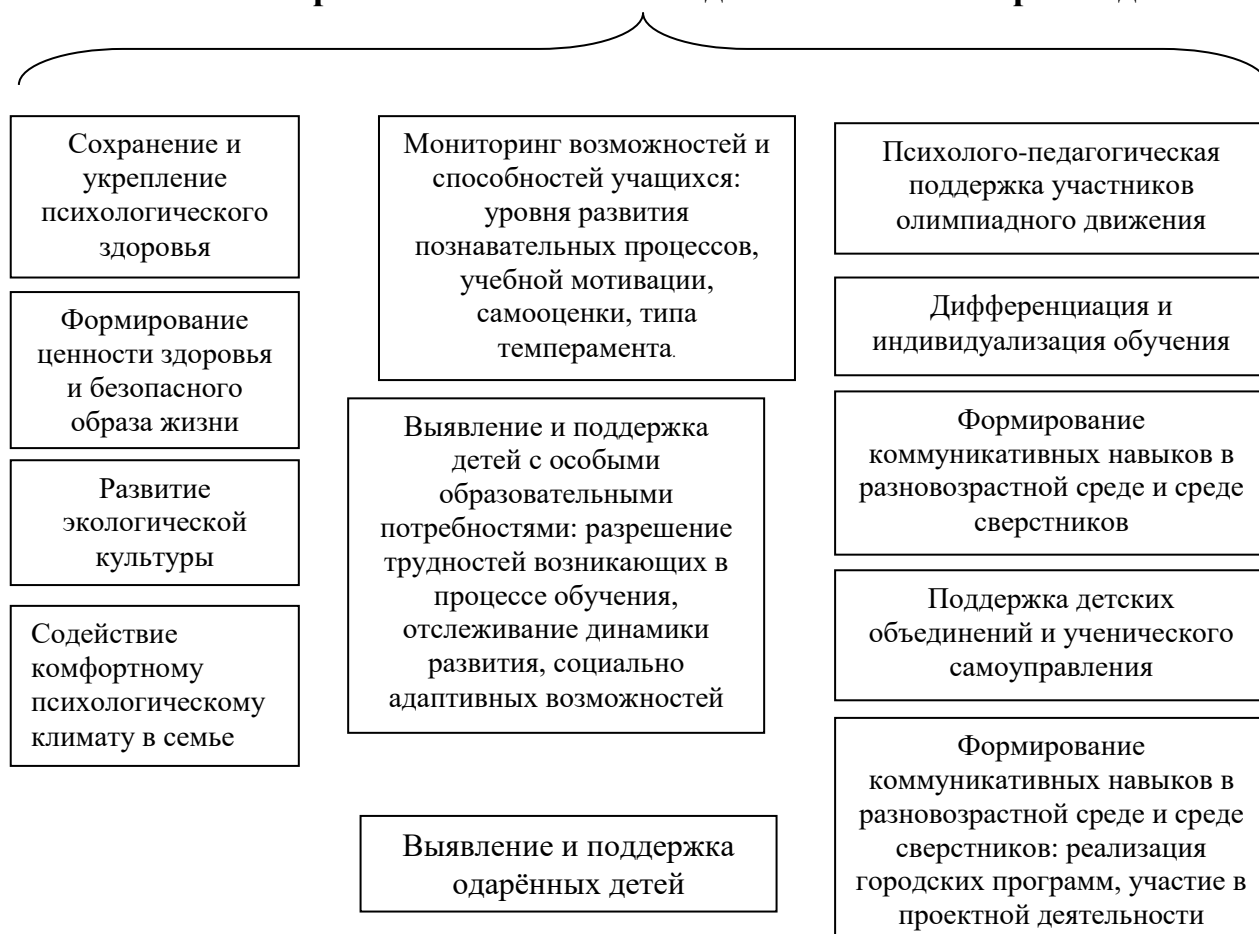 Сохранение и
укрепление
психологического
здоровья
Формирование
ценности здоровья
и безопасного
образа жизни
Развитие
экологической
культуры
Содействие
комфортному
психологическому
климату в семье
Мониторинг возможностей и
способностей учащихся:
уровня развития
познавательных процессов,
учебной мотивации,
самооценки, типа
темперамента.
Выявление и поддержка
детей с особыми
образовательными
потребностями: разрешение
трудностей возникающих в
процессе обучения,
отслеживание динамики
развития, социально
адаптивных возможностей
Выявление и поддержка
одарённых детей
Психолого-педагогическая
поддержка участников
олимпиадного движения
Дифференциация и
индивидуализация обучения
Формирование
коммуникативных навыков в
разновозрастной среде и среде
сверстников
Поддержка детских
объединений и ученического
самоуправления
Формирование
коммуникативных навыков в
разновозрастной среде и среде
сверстников: реализация
городских программ, участие в
проектной деятельности